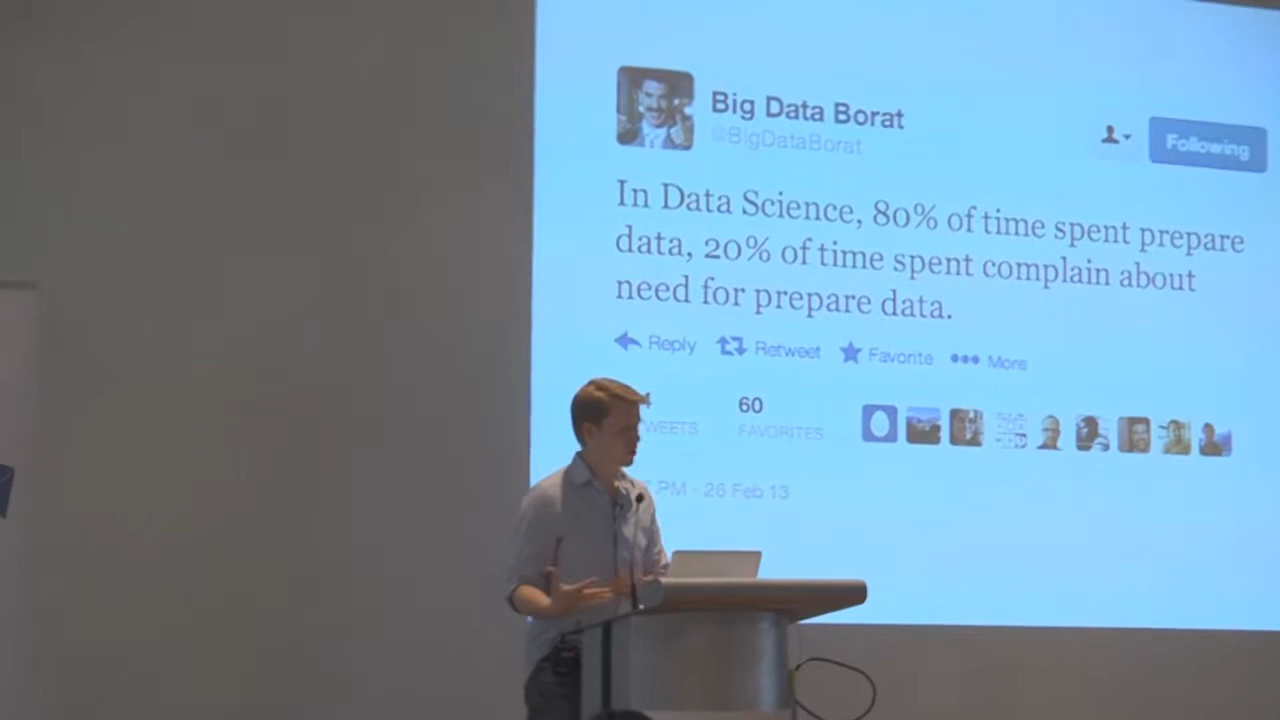 Big Data Borat
@BigDataBorat
Following
In Data Science, 80% of time spent prepare
data, 20% of time spent complain about
need for prepare data.
Reply Retweet Favorite More
60
FAVORITES
PM - 26 Feb 13